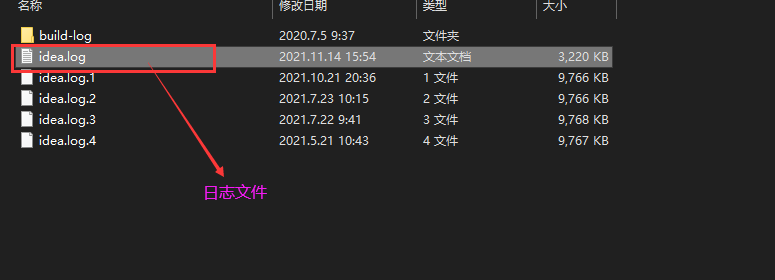 名称 修改日期 类型 大小
build-log 2020.7.5 9:37 文件夹
idea.log 2021.11.14 15:54 文本文档 3,220 KB
idea.log.1 2021.10.21 20:36 1 文件 9,766 KB
idea.log.2 2021.7.23 10:15 2 文件 9,766 KB
idea.log.3 2021.7.22 9:41 3 文件 9,768 KB
idea.log.4 2021.5.21 10:43 4 文件 9,767 KB
日志文件